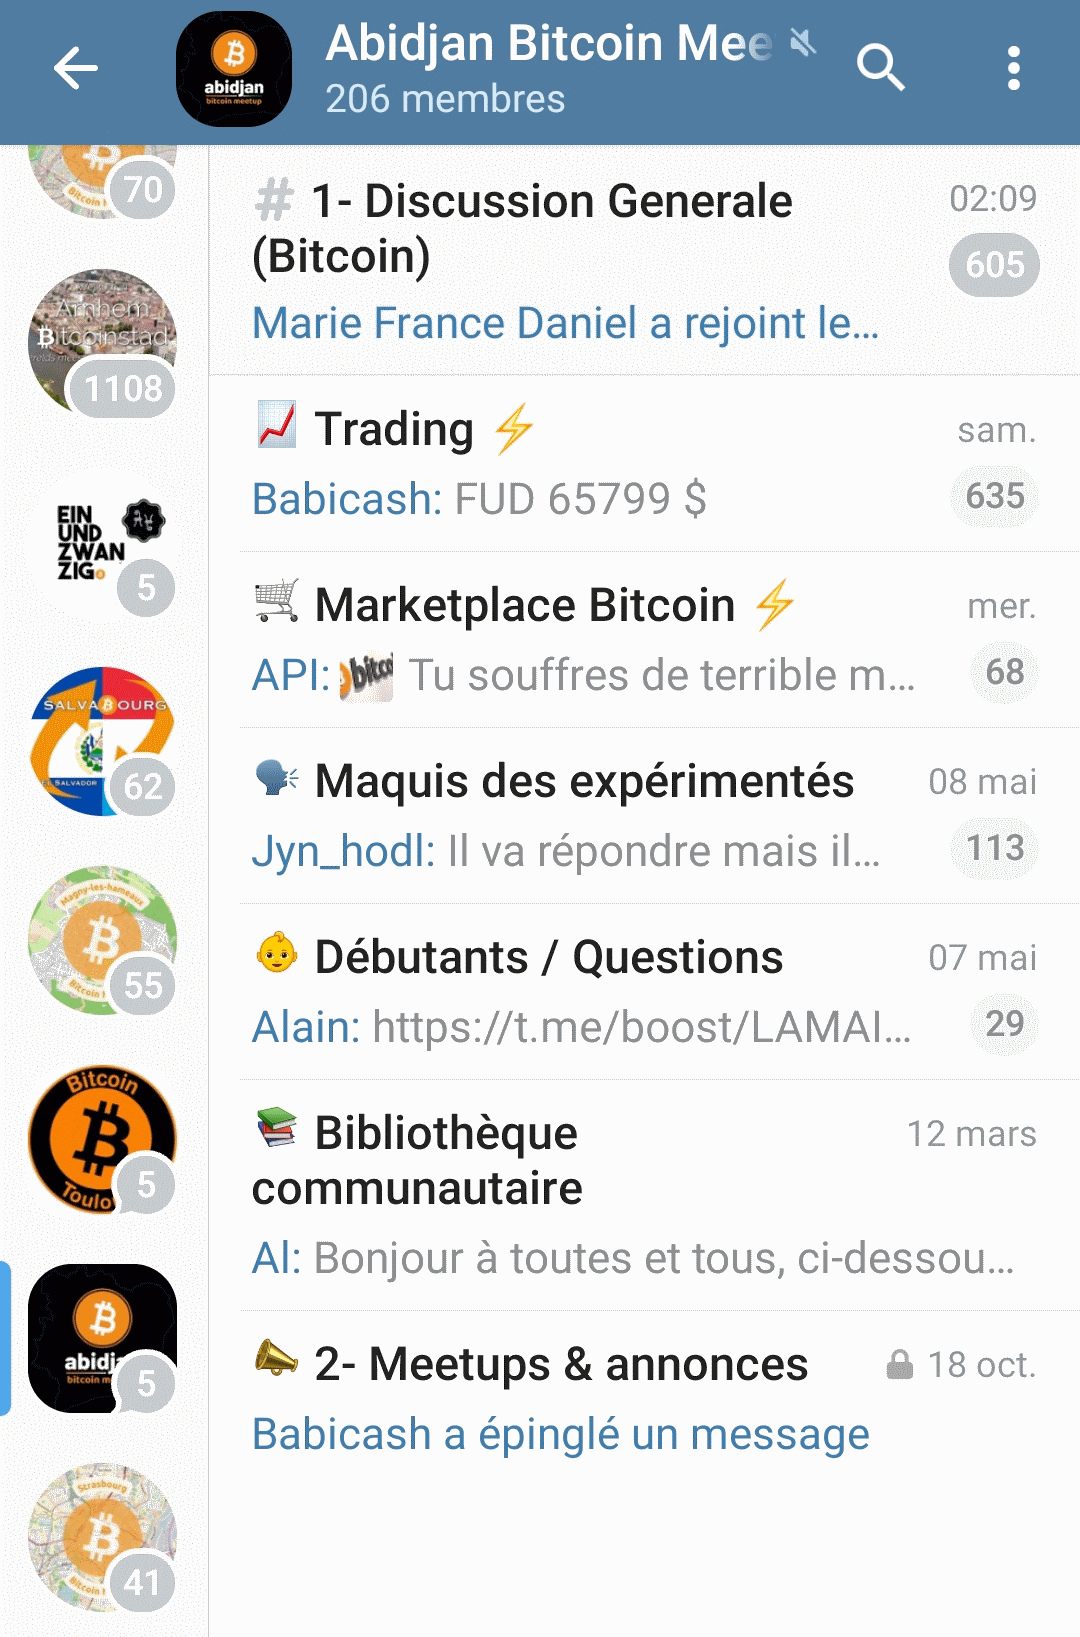 Abidjan Bitcoin Mee
206 membres
abidjan
bitcoin meetup
70
# 1- Discussion Generale
(Bitcoin)
02:09
605
Marie France Daniel a rejoint le…
Arnhem
Bitcoinstad
1108
Trading
sam.
Babicash: FUD 65799 $
635
EIN
UND
ZWAN
ZIG
5
Marketplace Bitcoin
mer.
API: Tu souffres de terrible m…
68
SALVABOURG
EL SALVADOR
62
Maquis des expérimentés
08 mai
Jyn_hodl: Il va répondre mais il…
113
Magny-les-hameaux
55
Débutants / Questions
07 mai
Alain: https://t.me/boost/LAMAI…
29
Bitcoin
Toulo
5
Bibliothèque
communautaire
12 mars
Al: Bonjour à toutes et tous, ci-dessou…
abidja
bitcoin m
5
2- Meetups & annonces
18 oct.
Babicash a épinglé un message
Strasbourg
41